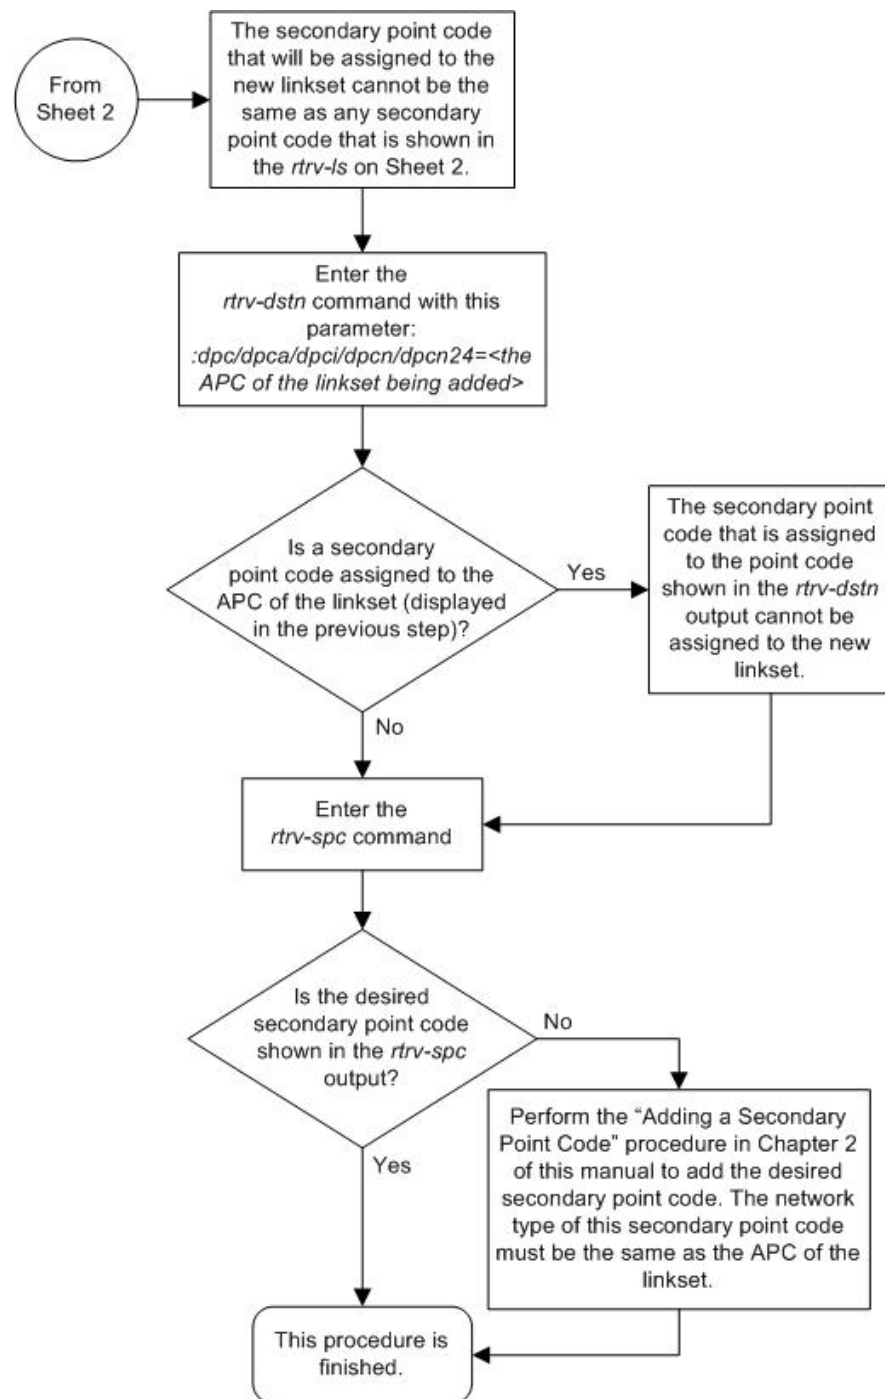 From
Sheet 2
The secondary point code
that will be assigned to the
new linkset cannot be the
same as any secondary
point code that is shown in
the rtrv-ls on Sheet 2.
Enter the
rtrv-dstn command with this
parameter:
:dpc/dpca/dpci/dpcn/dpcn24=<the
APC of the linkset being added>
Is a secondary
point code assigned to the
APC of the linkset (displayed
in the previous step)?
Yes
The secondary point
code that is assigned
to the point code
shown in the rtrv-dstn
output cannot be
assigned to the new
linkset.
No
Enter the
rtrv-spc command
Is the desired
secondary point code
shown in the rtrv-spc
output?
No
Perform the “Adding a Secondary
Point Code” procedure in Chapter 2
of this manual to add the desired
secondary point code. The network
type of this secondary point code
must be the same as the APC of the
linkset.
Yes
This procedure is
finished.